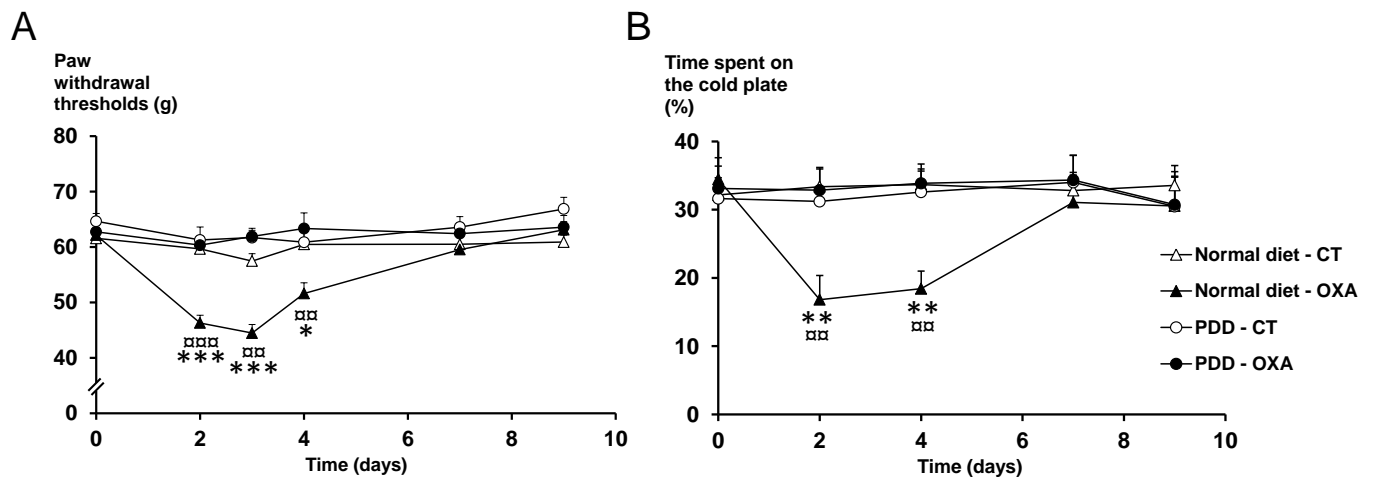 A
Paw
withdrawal
thresholds (g)
80
70
60
50
40
0
¤¤¤
***
¤¤
***
¤¤
*
0 2 4 6 8 10
Time (days)
B
Time spent on
the cold plate
(%)
40
30
20
10
0
**
¤¤
**
¤¤
0 2 4 6 8 10
Time (days)
Normal diet - CT
Normal diet - OXA
PDD - CT
PDD - OXA